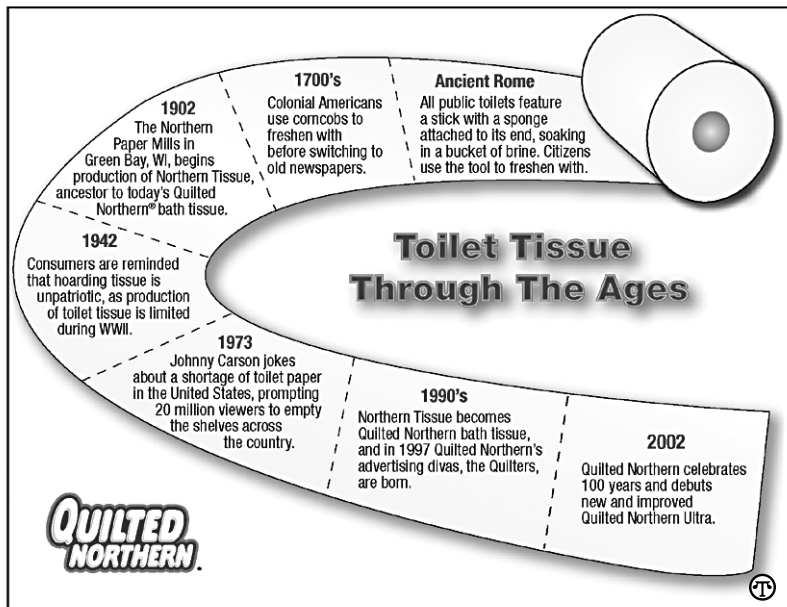 Toilet Tissue
Through The Ages
Ancient Rome
All public toilets feature
a stick with a sponge
attached to its end, soaking
in a bucket of brine. Citizens
use the tool to freshen with.
1700's
Colonial Americans
use corncobs to
freshen with
before switching to
old newspapers.
1902
The Northern
Paper Mills in
Green Bay, WI, begins
production of Northern Tissue,
ancestor to today's Quilted
Northern® bath tissue.
1942
Consumers are reminded
that hoarding tissue is
unpatriotic, as production
of toilet tissue is limited
during WWII.
1973
Johnny Carson jokes
about a shortage of toilet paper
in the United States, prompting
20 million viewers to empty
the shelves across
the country.
1990's
Northern Tissue becomes
Quilted Northern bath tissue,
and in 1997 Quilted Northern's
advertising divas, the Quilters,
are born.
2002
Quilted Northern celebrates
100 years and debuts
new and improved
Quilted Northern Ultra.
QUILTED
NORTHERN.
T